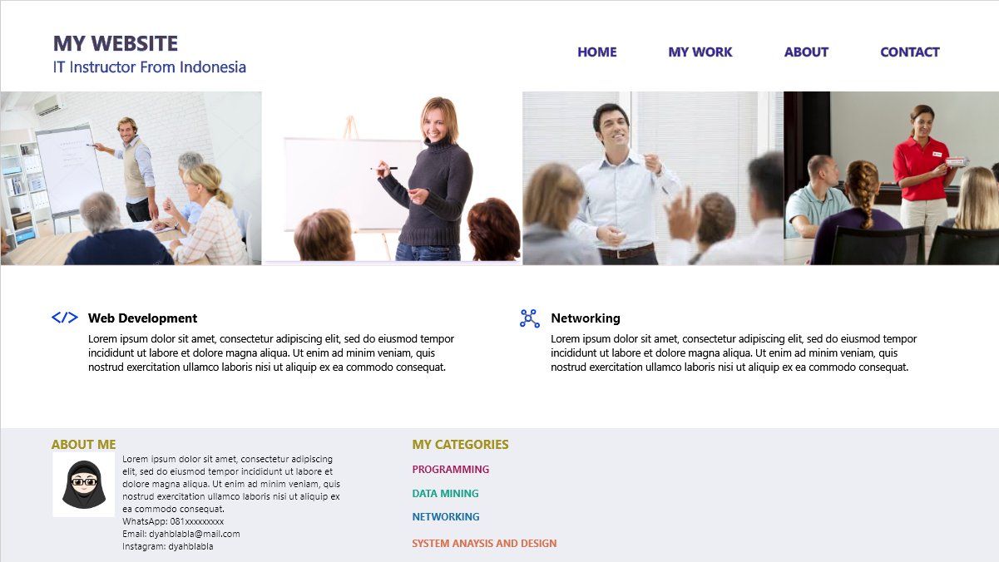 MY WEBSITE
IT Instructor From Indonesia
HOME MY WORK ABOUT CONTACT
Web Development
Lorem ipsum dolor sit amet, consectetur adipiscing elit, sed do eiusmod tempor
incididunt ut labore et dolore magna aliqua. Ut enim ad minim veniam, quis
nostrud exercitation ullamco laboris nisi ut aliquip ex ea commodo consequat.
Networking
Lorem ipsum dolor sit amet, consectetur adipiscing elit, sed do eiusmod tempor
incididunt ut labore et dolore magna aliqua. Ut enim ad minim veniam, quis
nostrud exercitation ullamco laboris nisi ut aliquip ex ea commodo consequat.
ABOUT ME
Lorem ipsum dolor sit amet, consectetur adipiscing
elit, sed do eiusmod tempor incididunt ut labore et
dolore magna aliqua. Ut enim ad minim veniam, quis
nostrud exercitation ullamco laboris nisi ut aliquip ex
ea commodo consequat.
WhatsApp: 081xxxxxxxxx
Email: dyahblabla@mail.com
Instagram: dyahblabla
MY CATEGORIES
PROGRAMMING
DATA MINING
NETWORKING
SYSTEM ANAYSIS AND DESIGN